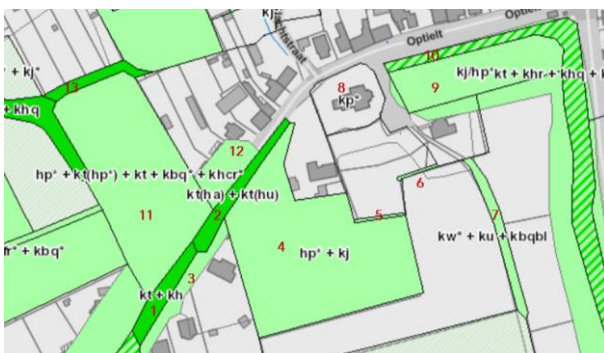 kj
Optielt
Optielt
10
kj/hp° kt + khr + khq +
9
+ kj*
13
+ khq
8
kp°
12
hp* + kt(hp*) + kt + kbq* + khcr*
kt(ha) + kt(hu)
6
11
2
5
7
kw* + ku + kbqbl
4
hp* + kj
fr* + kbq*
3
kt + kh
1